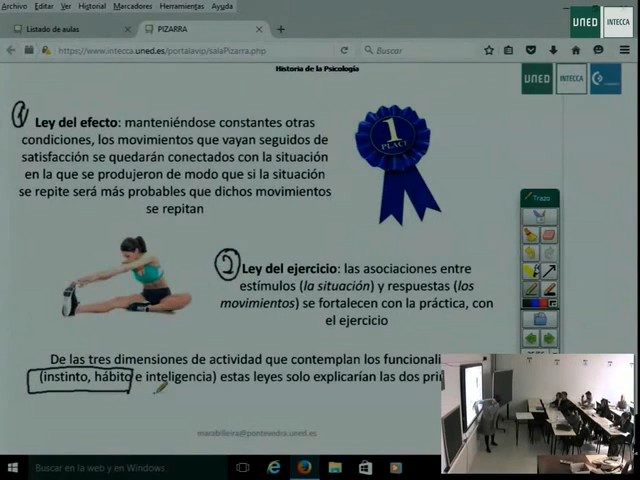 Archivo Editar Ver Historial Marcadores Herramientas Ayuda
Listado de aulas
PIZARRA
https://www.intecca.uned.es/portalavip/salaPizarra.php
Buscar
UNED
INTECCA
Historia de la Psicología
UNED
INTECCA
1
Ley del efecto: manteniéndose constantes otras
condiciones, los movimientos que vayan seguidos de
satisfacción se quedarán conectados con la situación
en la que se produjeron de modo que si la situación
se repite será más probables que dichos movimientos
se repitan
1
PLACE
Trazo
2
Ley del ejercicio: las asociaciones entre
estímulos (la situación) y respuestas (los
movimientos) se fortalecen con la práctica, con
el ejercicio
De las tres dimensiones de actividad que contemplan los
(instinto, hábito e inteligencia) estas leyes solo explicarían las dos
marabilleira@pontevedra.uned.es
Buscar en la web y en Windows